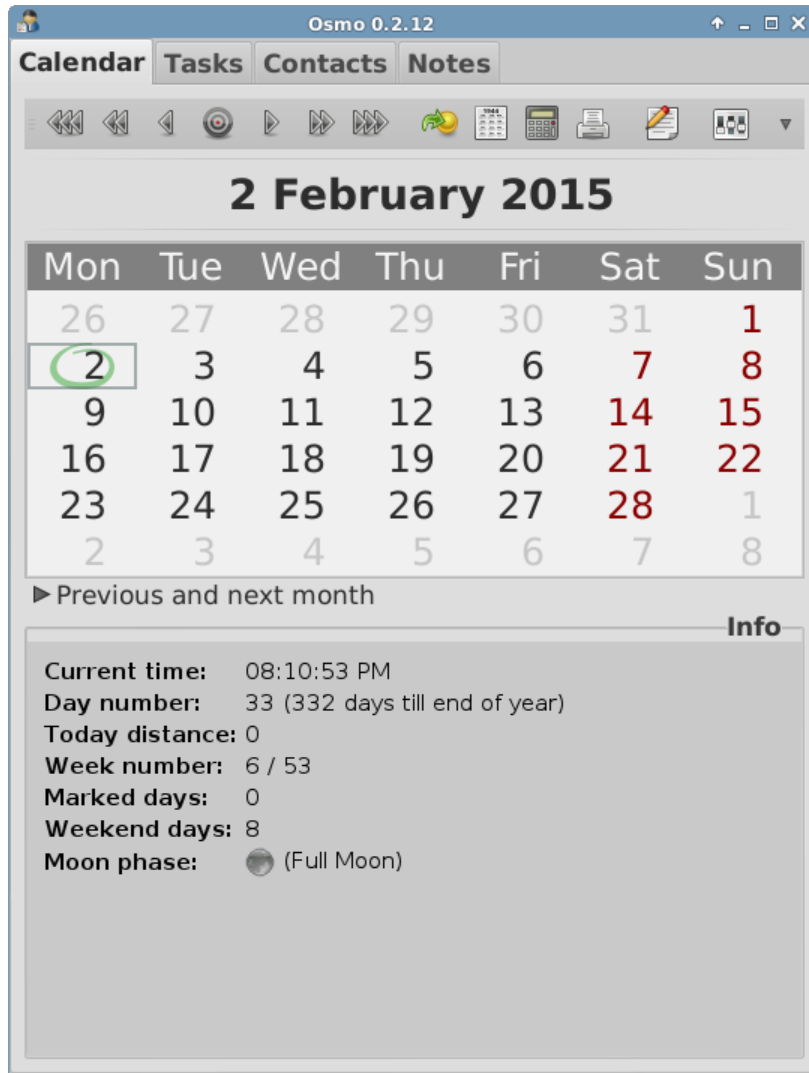 Osmo 0.2.12
Calendar Tasks Contacts Notes
2 February 2015
Mon Tue Wed Thu Fri Sat Sun
26 27 28 29 30 31 1
2 3 4 5 6 7 8
9 10 11 12 13 14 15
16 17 18 19 20 21 22
23 24 25 26 27 28 1
2 3 4 5 6 7 8
Previous and next month
Info
Current time: 08:10:53 PM
Day number: 33 (332 days till end of year)
Today distance: 0
Week number: 6 / 53
Marked days: 0
Weekend days: 8
Moon phase: (Full Moon)